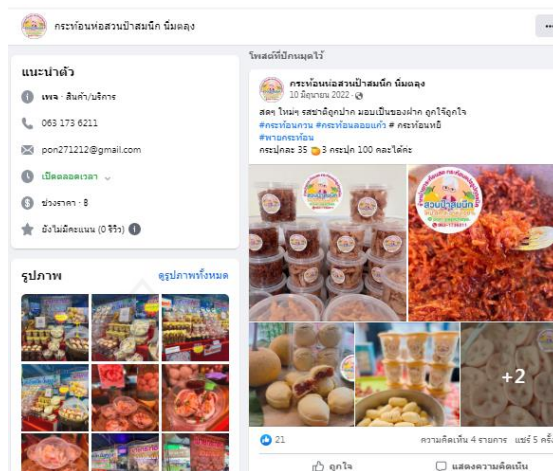 กระท้อนห่อสวนป้าสมนึก นิ่มตลุง
แนะนำตัว
เพจ · สินค้า/บริการ
063 173 6211
pon271212@gmail.com
เปิดตลอดเวลา
ช่วงราคา · ฿
ยังไม่มีคะแนน (0 รีวิว)
รูปภาพ
ดูรูปภาพทั้งหมด
โพสต์ที่ปักหมุดไว้
กระท้อนห่อสวนป้าสมนึก นิ่มตลุง
10 มิถุนายน 2022 ·
สดๆ ใหม่ๆ รสชาติถูกปาก มอบเป็นของฝาก ถูกใจ๊ถูกใจ
#กระท้อนกวน #กระท้อนลอยแก้ว # กระท้อนหยี
#พายกระท้อน
กระปุกละ 35 3 กระปุก 100 คละได้ค่ะ
สวนป้าสมนึก
+2
21
ความคิดเห็น 4 รายการ แชร์ 5 ครั้ง
ถูกใจ
แสดงความคิดเห็น